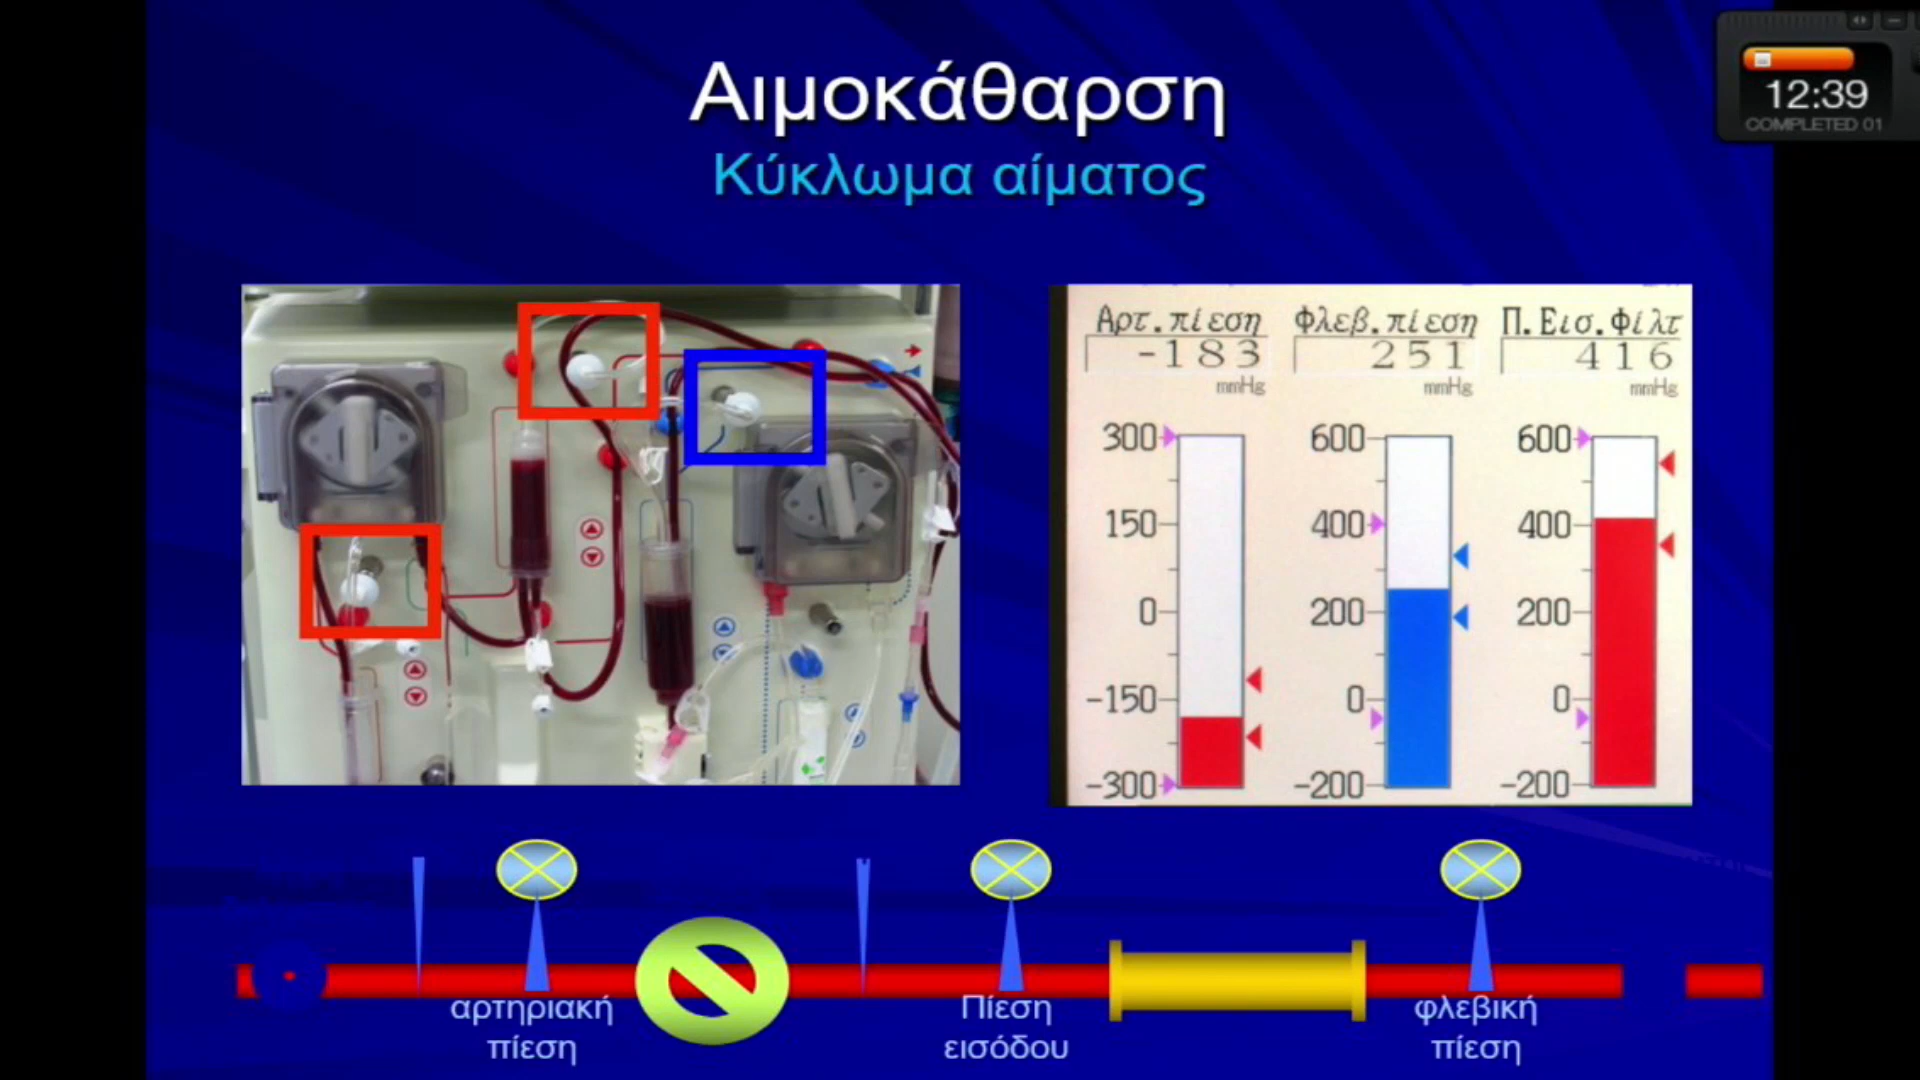 Αιμοκάθαρση
Κύκλωμα αίματος
12:39
COMPLETED 01
Αρτ.πίεση Φλεβ.πίεση Π.Εισ.Φίλτ
-183 251 416
mmHg mmHg mmHg
300 600 600
150 400 400
0 200 200
-150 0 0
-300 -200 -200
αρτηριακή πίεση
Πίεση εισόδου
φλεβική πίεση